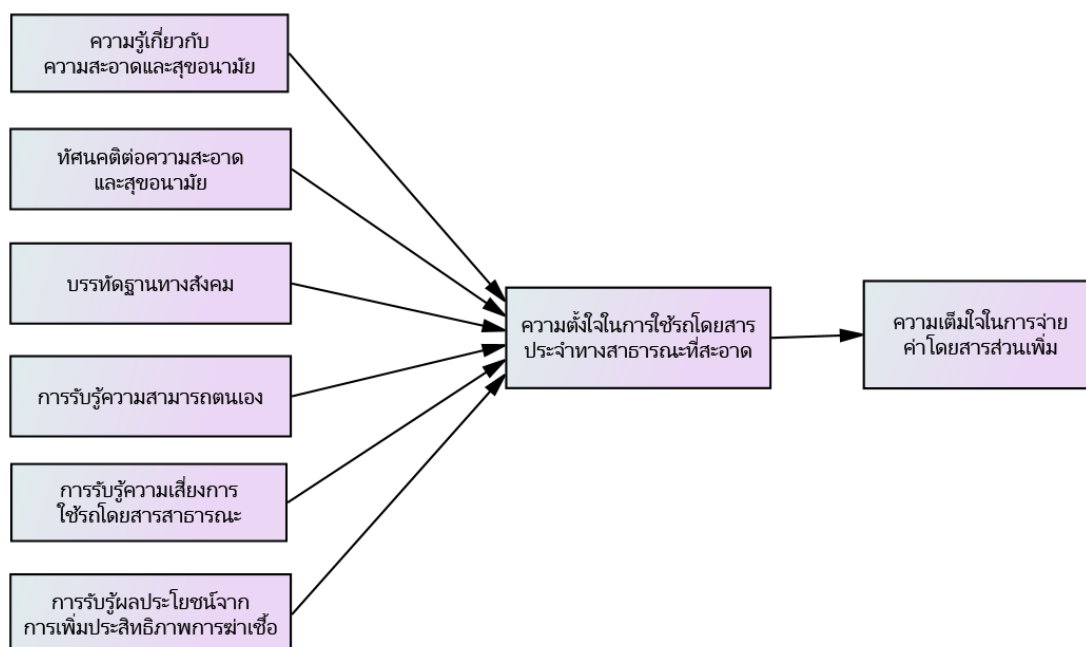 ความรู้เกี่ยวกับ
ความสะอาดและสุขอนามัย
ทัศนคติต่อความสะอาด
และสุขอนามัย
บรรทัดฐานทางสังคม
การรับรู้ความสามารถตนเอง
การรับรู้ความเสี่ยงการ
ใช้รถโดยสารสาธารณะ
การรับรู้ผลประโยชน์จาก
การเพิ่มประสิทธิภาพการฆ่าเชื้อ
ความตั้งใจในการใช้รถโดยสาร
ประจำทางสาธารณะที่สะอาด
ความเต็มใจในการจ่าย
ค่าโดยสารส่วนเพิ่ม